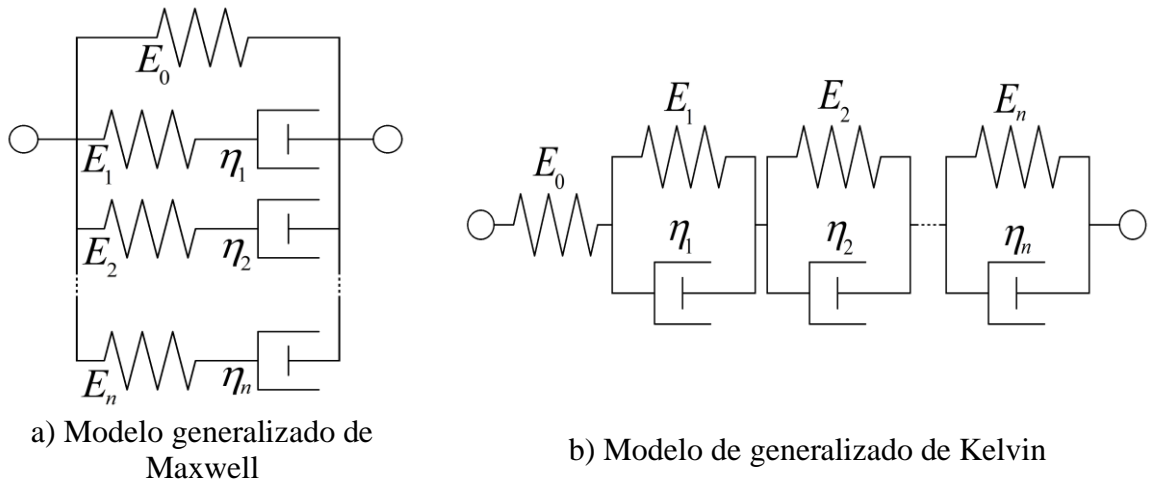 E₀
E₁ η₁
E₂ η₂
Eₙ ηₙ
a) Modelo generalizado de
Maxwell
E₀ E₁ E₂ Eₙ
η₁ η₂ ηₙ
b) Modelo de generalizado de Kelvin